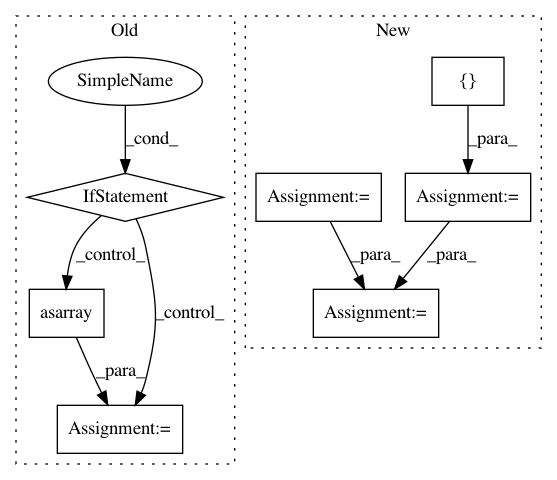 Old
New
SimpleName
{}
_cond_
_para_
IfStatement
Assignment:=
Assignment:=
_control_
_control_
_para_
_para_
asarray
Assignment:=
_para_
Assignment:=